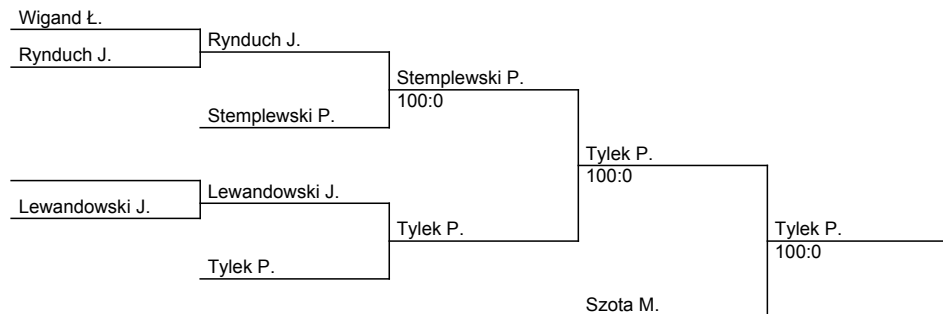 Wigand Ł.
Rynduch J.
Rynduch J.
Stemplewski P.
100:0
Stemplewski P.
Tylek P.
100:0
Lewandowski J.
Lewandowski J.
Tylek P.
Tylek P.
100:0
Tylek P.
Szota M.